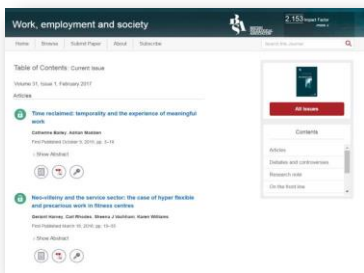 Work, employment and society
2.153 Impact Factor
Home Browse Submit Paper About Subscribe
Search this Journal
Table of Contents: Current Issue
Volume 31, Issue 1, February 2017
Articles
Time reclaimed: temporality and the experience of meaningful
work
Catherine Bailey, Adrian Madden
First Published October 5, 2015; pp. 3–18
Show Abstract
Neo-villeiny and the service sector: the case of hyper flexible
and precarious work in fitness centres
Geraint Harvey, Carl Rhodes, Sheena J Vachhani, Karen Williams
First Published March 16, 2016; pp. 19–35
Show Abstract
All Issues
Contents
Articles
Debates and controversies
Research note
On the front line